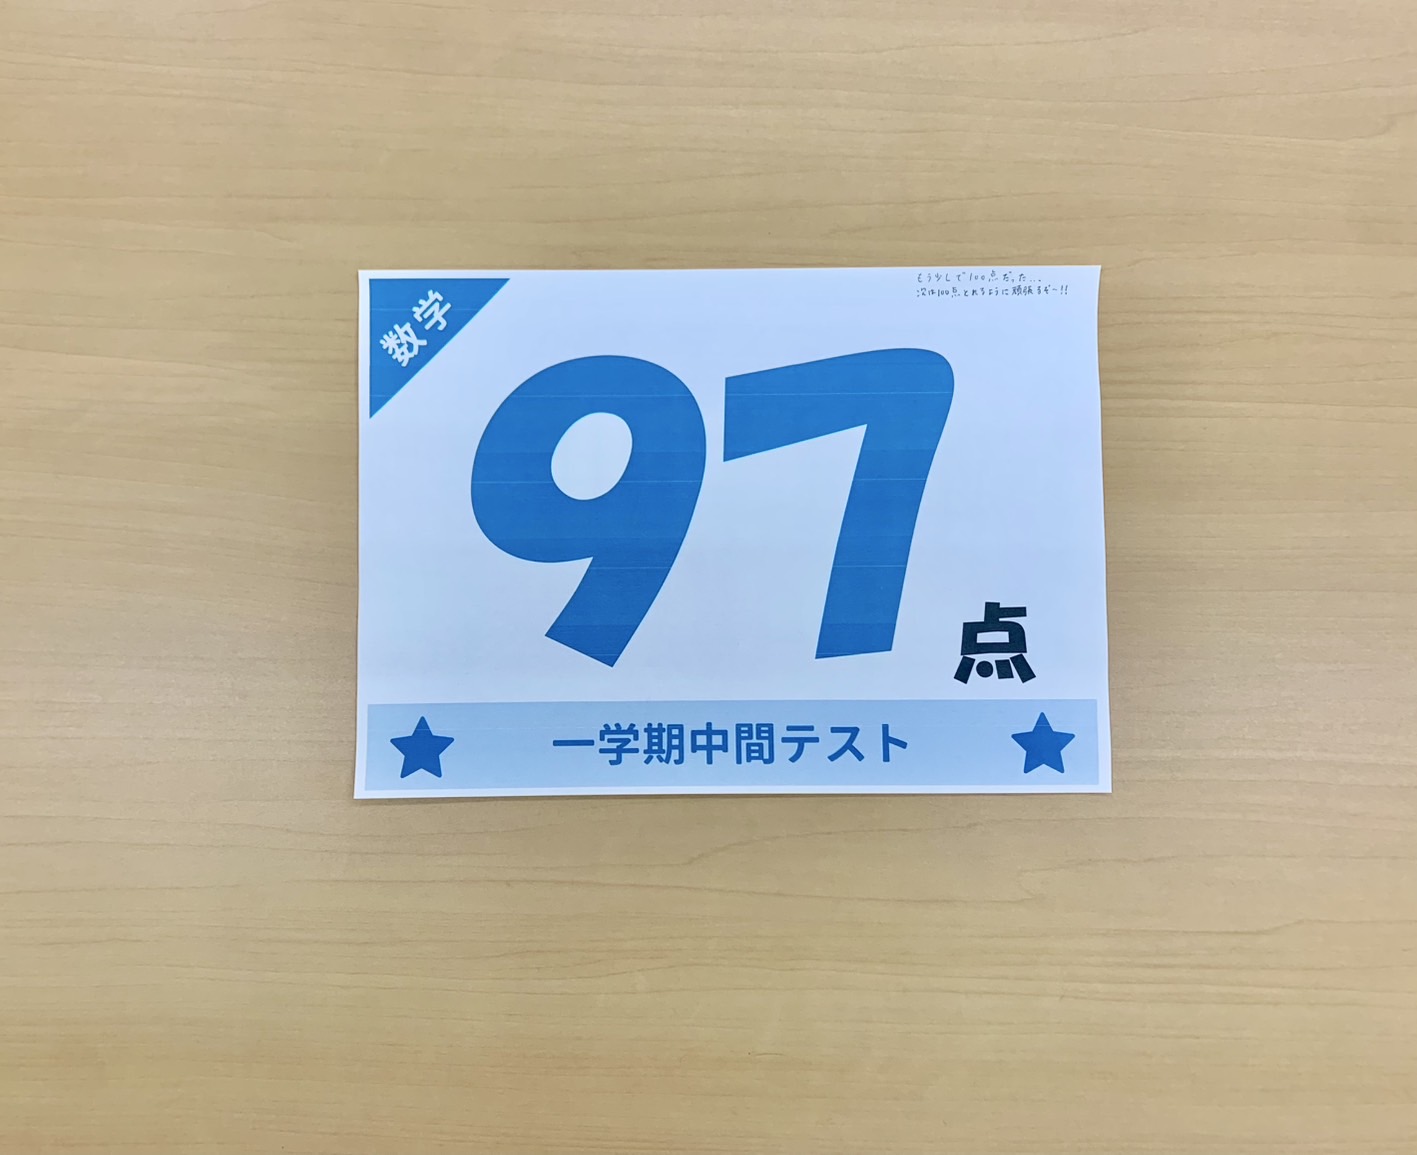 もう少しで100点だった...
次は100点とれるように頑張るぞ〜!!
数学
97
点
一学期中間テスト